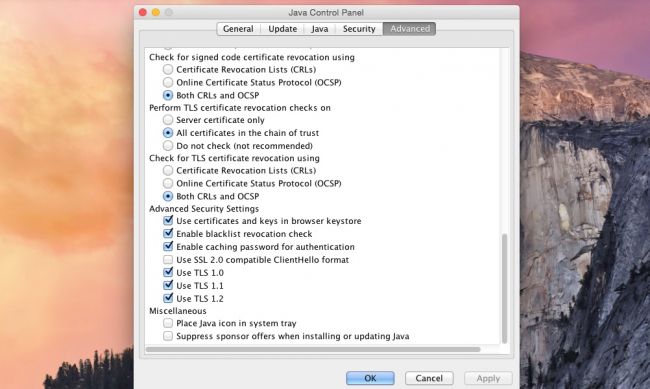 Java Control Panel
General
Update
Java
Security
Advanced
Check for signed code certificate revocation using
Certificate Revocation Lists (CRLs)
Online Certificate Status Protocol (OCSP)
Both CRLs and OCSP
Perform TLS certificate revocation checks on
Server certificate only
All certificates in the chain of trust
Do not check (not recommended)
Check for TLS certificate revocation using
Certificate Revocation Lists (CRLs)
Online Certificate Status Protocol (OCSP)
Both CRLs and OCSP
Advanced Security Settings
Use certificates and keys in browser keystore
Enable blacklist revocation check
Enable caching password for authentication
Use SSL 2.0 compatible ClientHello format
Use TLS 1.0
Use TLS 1.1
Use TLS 1.2
Miscellaneous
Place Java icon in system tray
Suppress sponsor offers when installing or updating Java
OK
Cancel
Apply